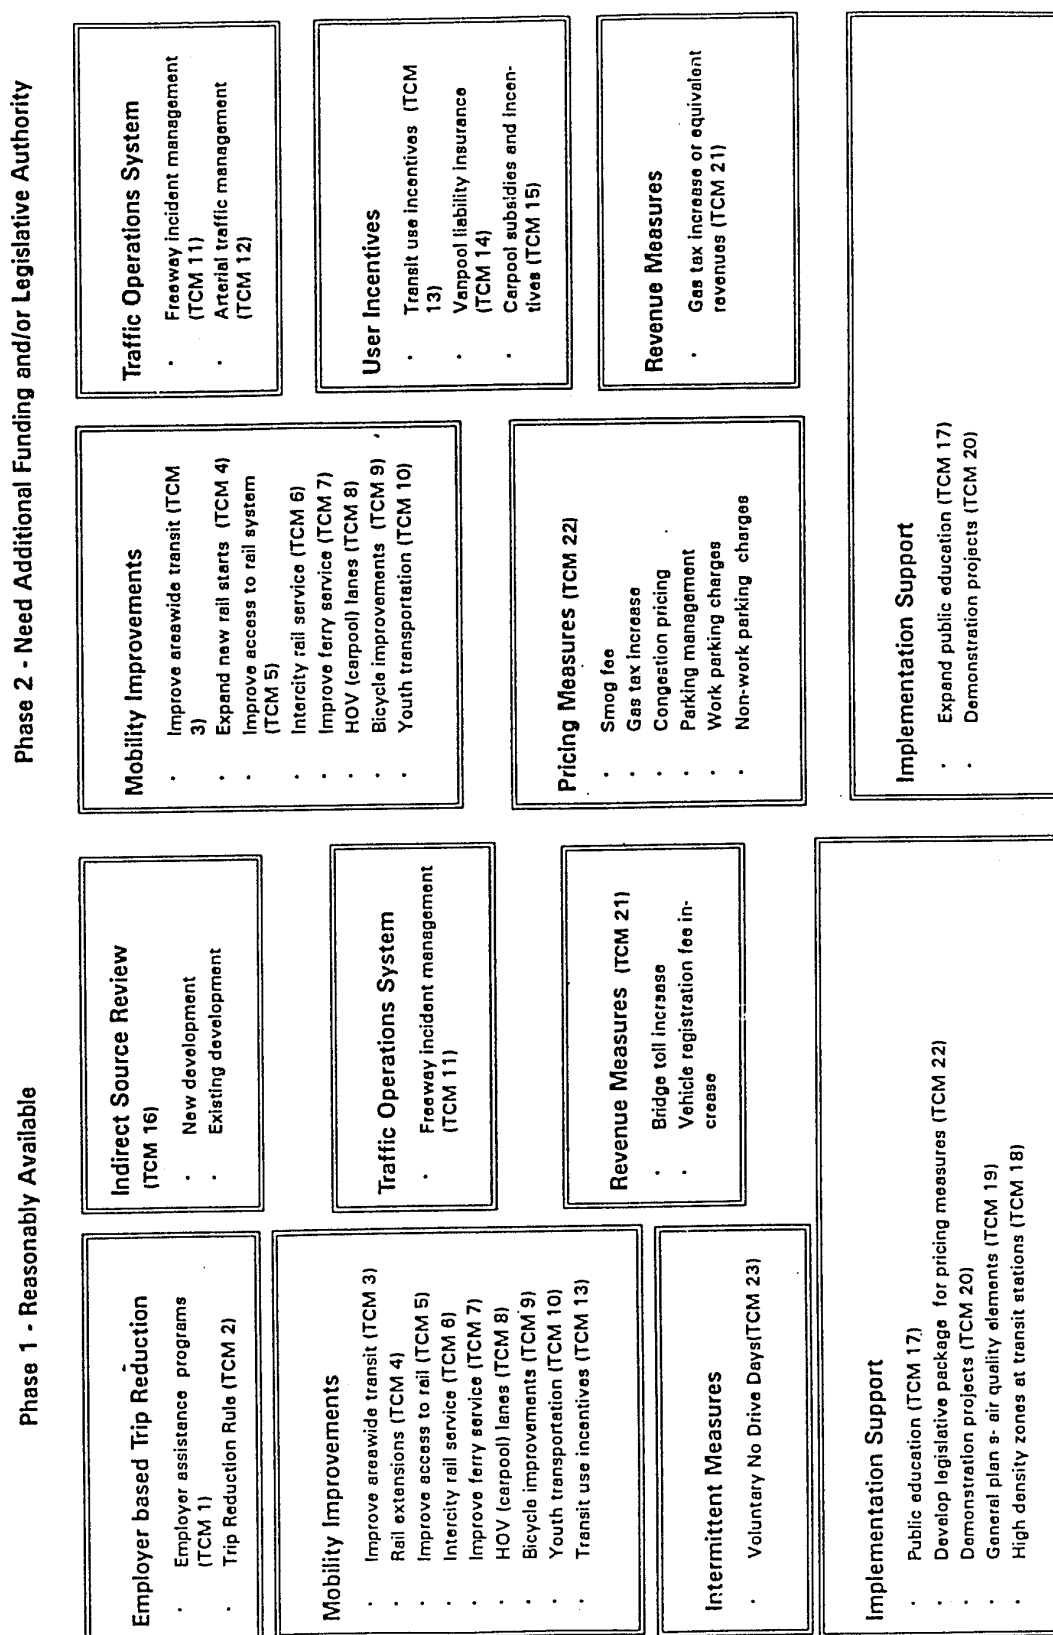 Phase 1 - Reasonably Available
Employer based Trip Reduction
· Employer assistance programs
(TCM 1)
· Trip Reduction Rule (TCM 2)
Indirect Source Review
(TCM 16)
· New development
· Existing development
Mobility Improvements
· Improve areawide transit (TCM 3)
· Rail extensions (TCM 4)
· Improve access to rail (TCM 5)
· Intercity rail service (TCM 6)
· Improve ferry service (TCM 7)
· HOV (carpool) lanes (TCM 8)
· Bicycle improvements (TCM 9)
· Youth transportation (TCM 10)
· Transit use incentives (TCM 13)
Traffic Operations System
· Freeway incident management
(TCM 11)
Revenue Measures (TCM 21)
· Bridge toll increase
· Vehicle registration fee in-
crease
Intermittent Measures
· Voluntary No Drive Days(TCM 23)
Implementation Support
· Public education (TCM 17)
· Develop legislative package for pricing measures (TCM 22)
· Demonstration projects (TCM 20)
· General plan s- air quality elements (TCM 19)
· High density zones at transit stations (TCM 18)
Phase 2 - Need Additional Funding and/or Legislative Authority
Mobility Improvements
· Improve areawide transit (TCM
3)
· Expand new rail starts (TCM 4)
· Improve access to rail system
(TCM 5)
· Intercity rail service (TCM 6)
· Improve ferry service (TCM 7)
· HOV (carpool) lanes (TCM 8)
· Bicycle improvements (TCM 9)
· Youth transportation (TCM 10)
Traffic Operations System
· Freeway incident management
(TCM 11)
· Arterial traffic management
(TCM 12)
User Incentives
· Transit use incentives (TCM
13)
· Vanpool liability insurance
(TCM 14)
· Carpool subsidies and incen-
tives (TCM 15)
Pricing Measures (TCM 22)
· Smog fee
· Gas tax increase
· Congestion pricing
· Parking management
· Work parking charges
· Non-work parking charges
Revenue Measures
· Gas tax increase or equivalent
revenues (TCM 21)
Implementation Support
· Expand public education (TCM 17)
· Demonstration projects (TCM 20)